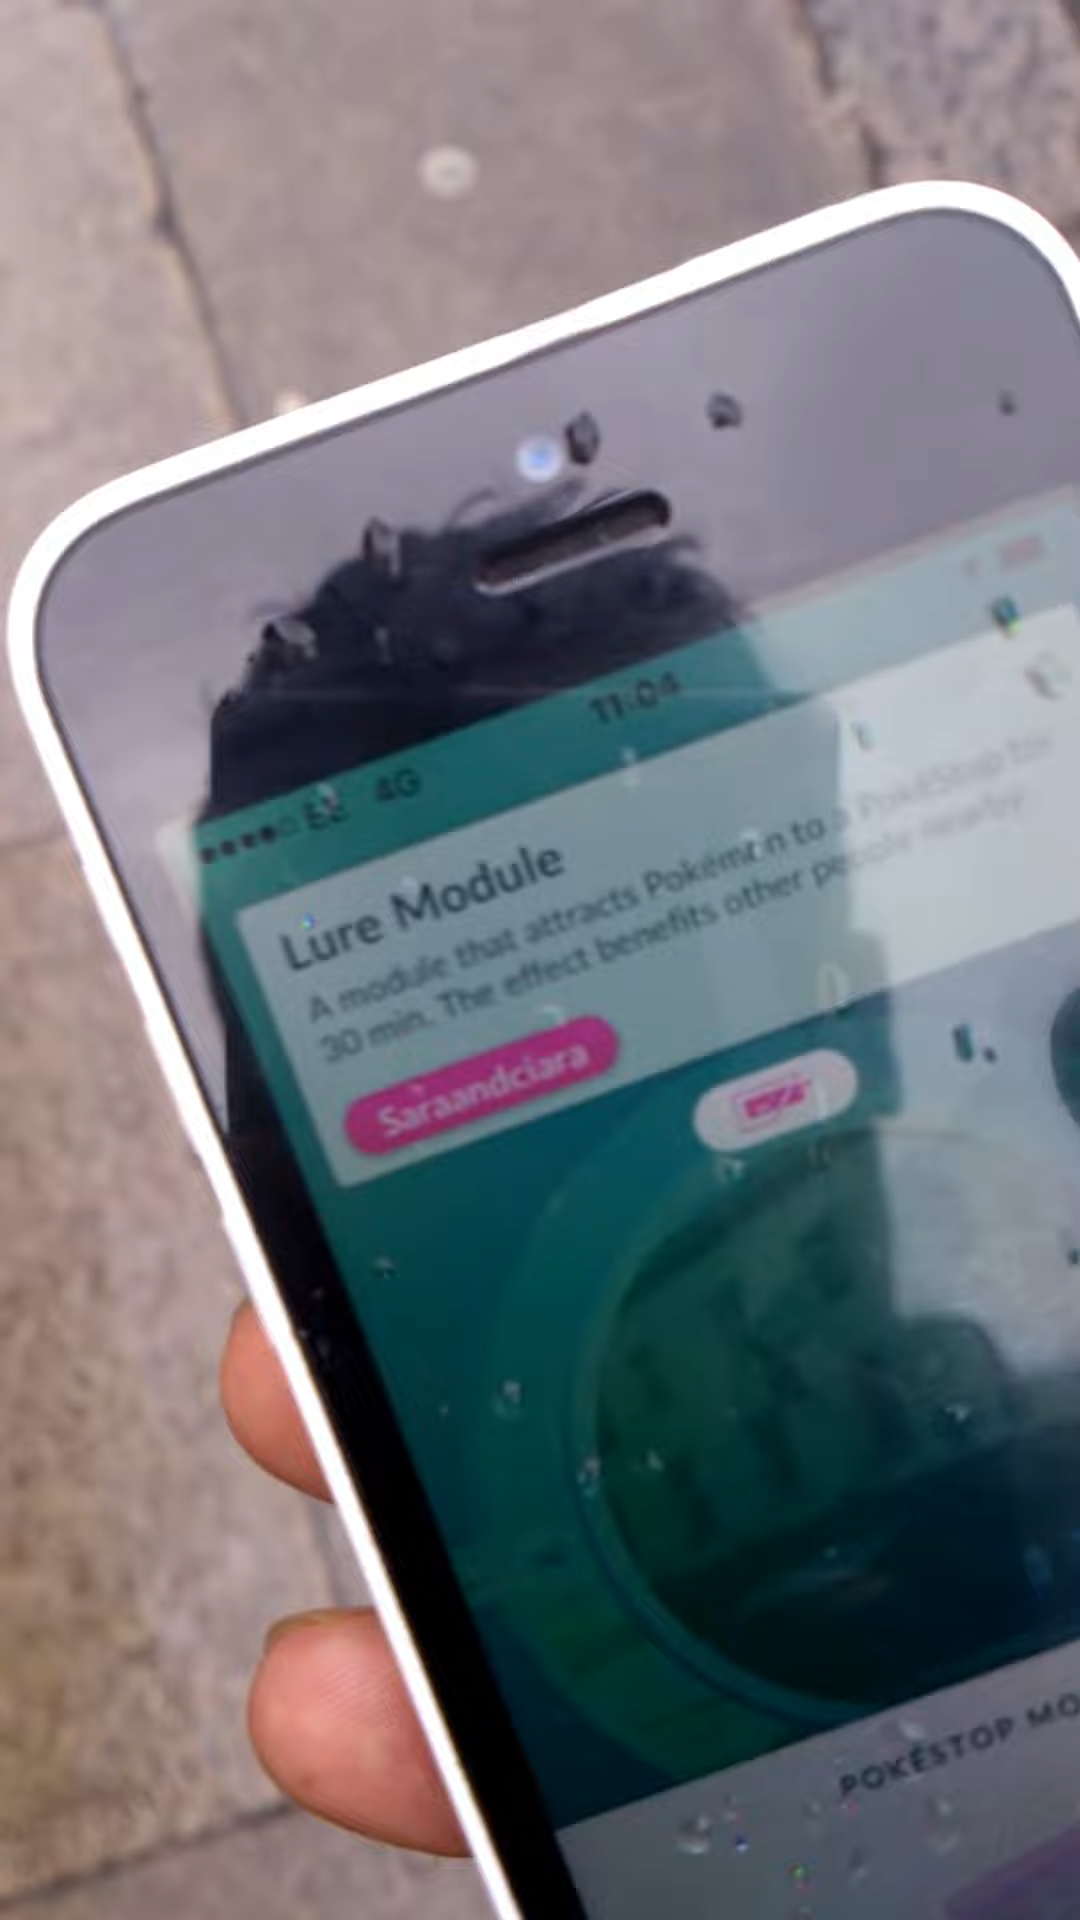 EE 4G 11:04
Lure Module
A module that attracts Pokémon to a PokéStop for
30 min. The effect benefits other people nearby.
Saraandciara
POKÉSTOP MO